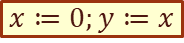 x := 0; y := x